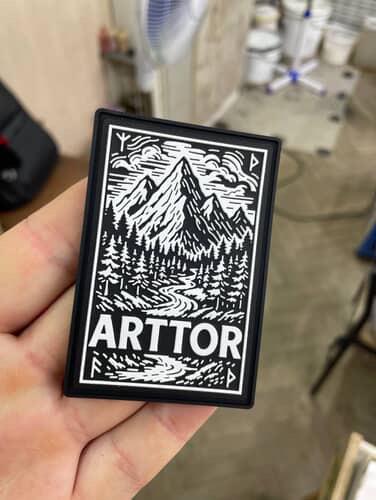 ᛉ ᚦ
ARTTOR
ᚨ ᚦ